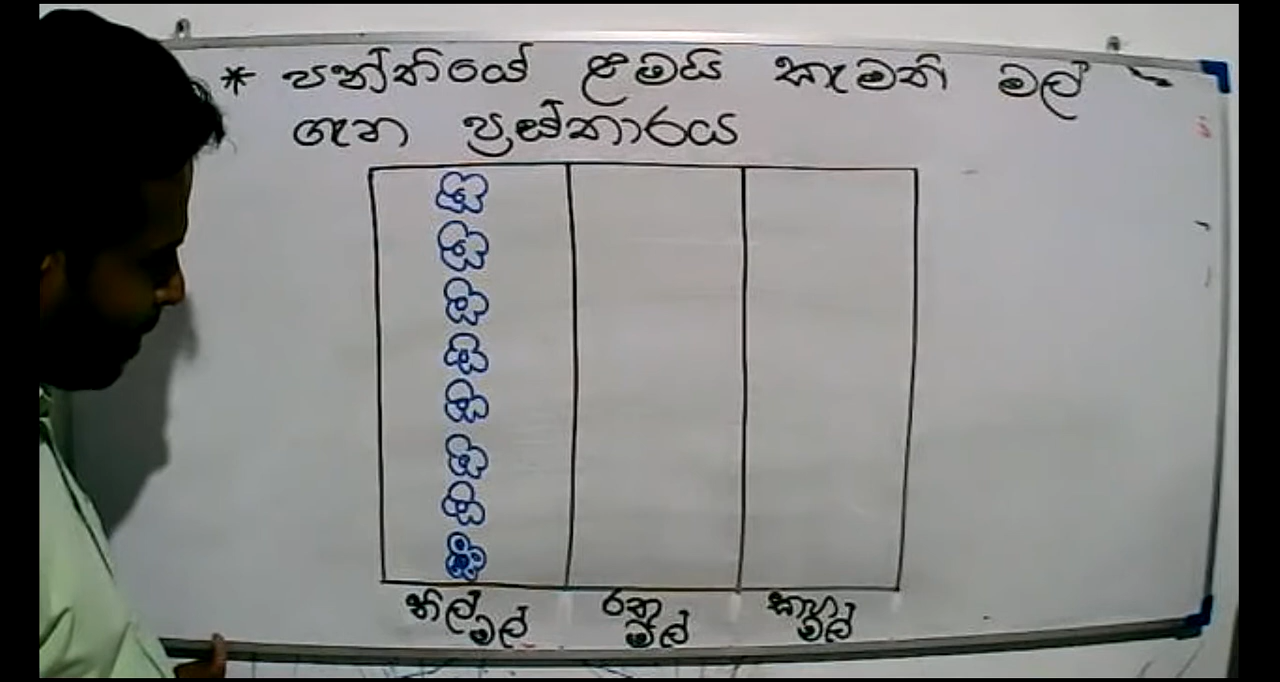 * පන්තියේ ළමයි කැමති මල්
ගැන ප්‍රස්තාරය
නිල් මල්
රතු මල්
කහ මල්